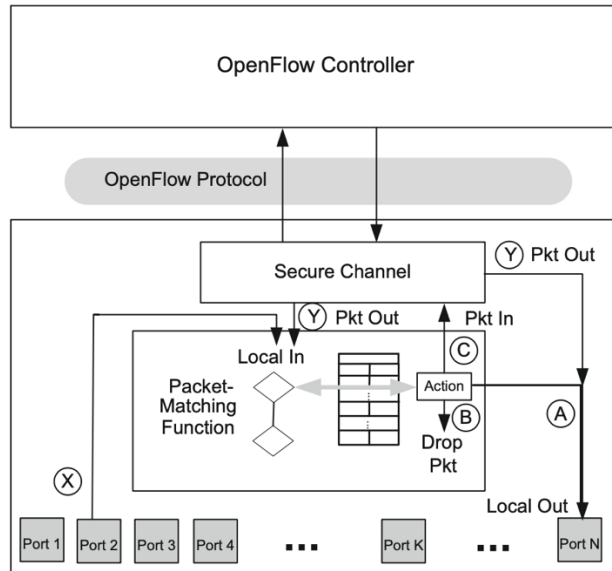 OpenFlow Controller
OpenFlow Protocol
Secure Channel
Y Pkt Out
Y Pkt Out
Pkt In
Local In
C
Packet-
Matching
Function
Action
B
A
Drop
Pkt
X
Local Out
Port 1
Port 2
Port 3
Port 4
...
Port K
...
Port N